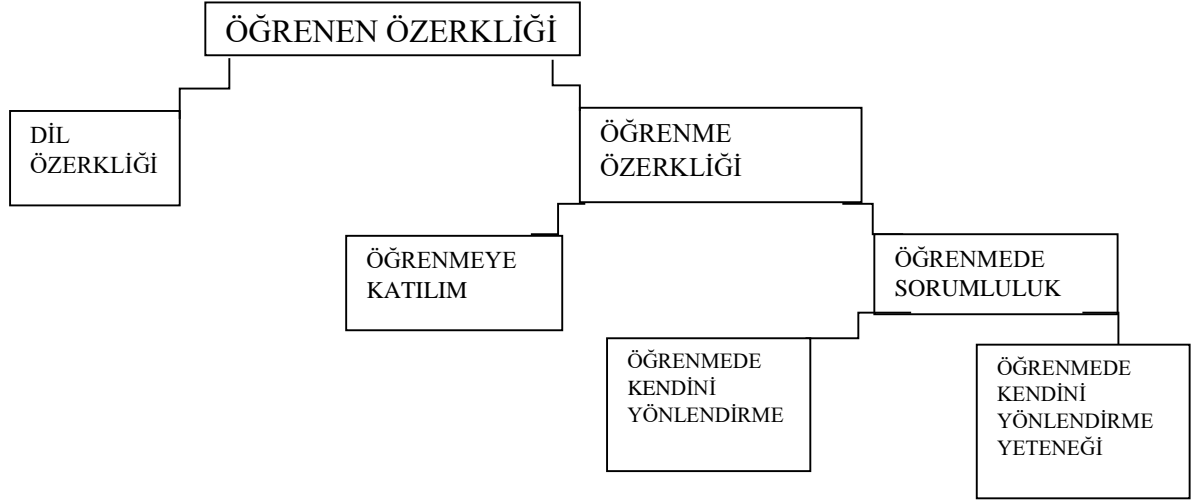 ÖĞRENEN ÖZERKLİĞİ
DİL
ÖZERKLİĞİ
ÖĞRENME
ÖZERKLİĞİ
ÖĞRENMEYE
KATILIM
ÖĞRENMEDE
SORUMLULUK
ÖĞRENMEDE
KENDİNİ
YÖNLENDİRME
ÖĞRENMEDE
KENDİNİ
YÖNLENDİRME
YETENEĞİ